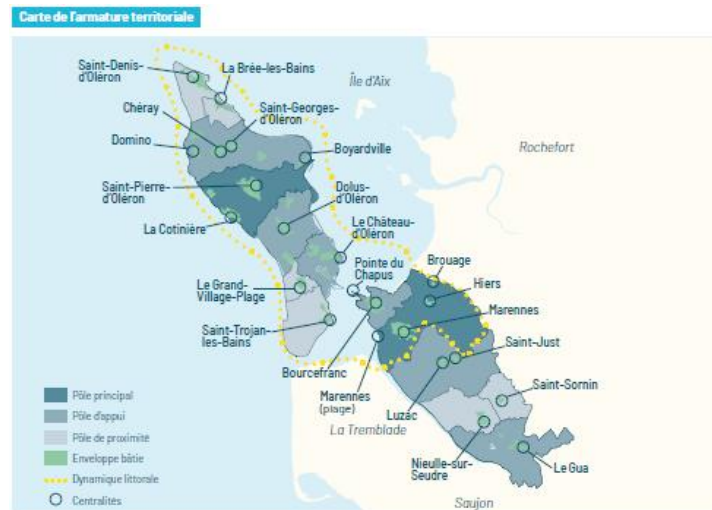 Carte de l'armature territoriale
Saint-Denis-
d'Oléron
La Brée-les-Bains
Île d'Aix
Chéray
Saint-Georges-
d'Oléron
Domino
Boyardville
Rochefort
Saint-Pierre-
d'Oléron
Dolus-
d'Oléron
La Cotinière
Le Château-
d'Oléron
Pointe du
Chapus
Brouage
Le Grand-
Village-Plage
Hiers
Marennes
Saint-Trojan-
les-Bains
Saint-Just
Bourcefranc
Saint-Sornin
Marennes
(plage)
Luzac
La Tremblade
Nieulle-sur-
Seudre
Le Gua
Saujon
Pôle principal
Pôle d'appui
Pôle de proximité
Enveloppe bâtie
Dynamique littorale
Centralités